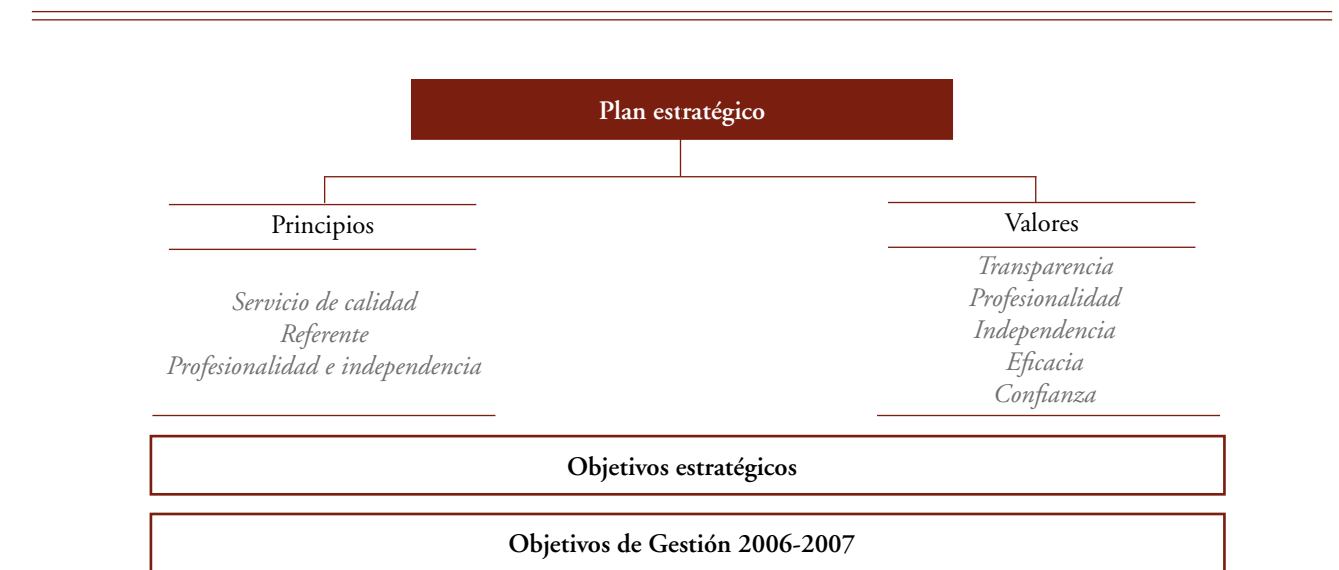 Plan estratégico
Principios
Servicio de calidad
Referente
Profesionalidad e independencia
Valores
Transparencia
Profesionalidad
Independencia
Eficacia
Confianza
Objetivos estratégicos
Objetivos de Gestión 2006-2007